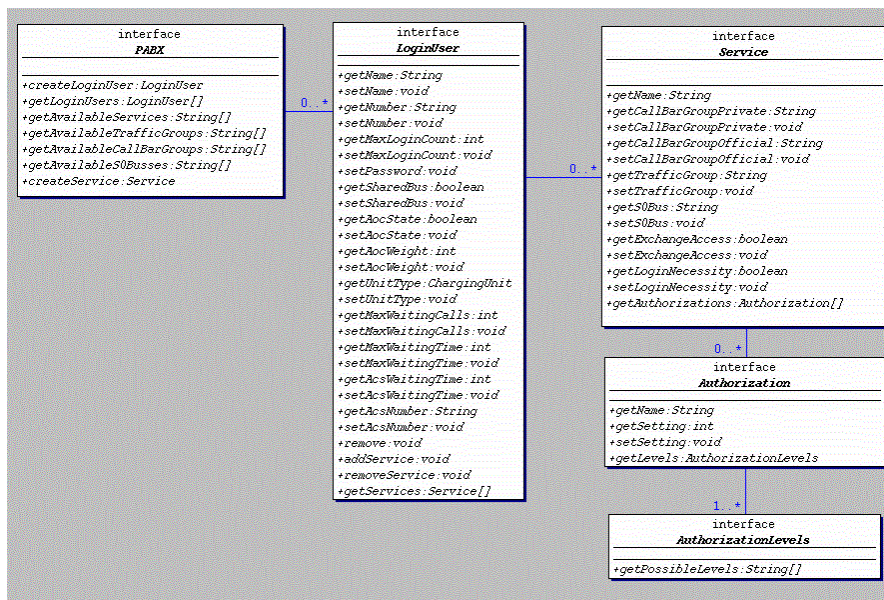 interface
PABX
+createLoginUser:LoginUser
+getLoginUsers:LoginUser[]
+getAvailableServices:String[]
+getAvailableTrafficGroups:String[]
+getAvailableCallBarGroups:String[]
+getAvailableS0Busses:String[]
+createService:Service
0..*
interface
LoginUser
+getName:String
+setName:void
+getNumber:String
+setNumber:void
+getMaxLoginCount:int
+setMaxLoginCount:void
+setPassword:void
+getSharedBus:boolean
+setSharedBus:void
+getAocState:boolean
+setAocState:void
+getAocWeight:int
+setAocWeight:void
+getUnitType:ChargingUnit
+setUnitType:void
+getMaxWaitingCalls:int
+setMaxWaitingCalls:void
+getMaxWaitingTime:int
+setMaxWaitingTime:void
+getAcsWaitingTime:int
+setAcsWaitingTime:void
+getAcsNumber:String
+setAcsNumber:void
+remove:void
+addService:void
+removeService:void
+getServices:Service[]
0..*
interface
Service
+getName:String
+getCallBarGroupPrivate:String
+setCallBarGroupPrivate:void
+getCallBarGroupOfficial:String
+setCallBarGroupOfficial:void
+getTrafficGroup:String
+setTrafficGroup:void
+getS0Bus:String
+setS0Bus:void
+getExchangeAccess:boolean
+setExchangeAccess:void
+getLoginNecessity:boolean
+setLoginNecessity:void
+getAuthorizations:Authorization[]
0..*
interface
Authorization
+getName:String
+getSetting:int
+setSetting:void
+getLevels:AuthorizationLevels
1..*
interface
AuthorizationLevels
+getPossibleLevels:String[]